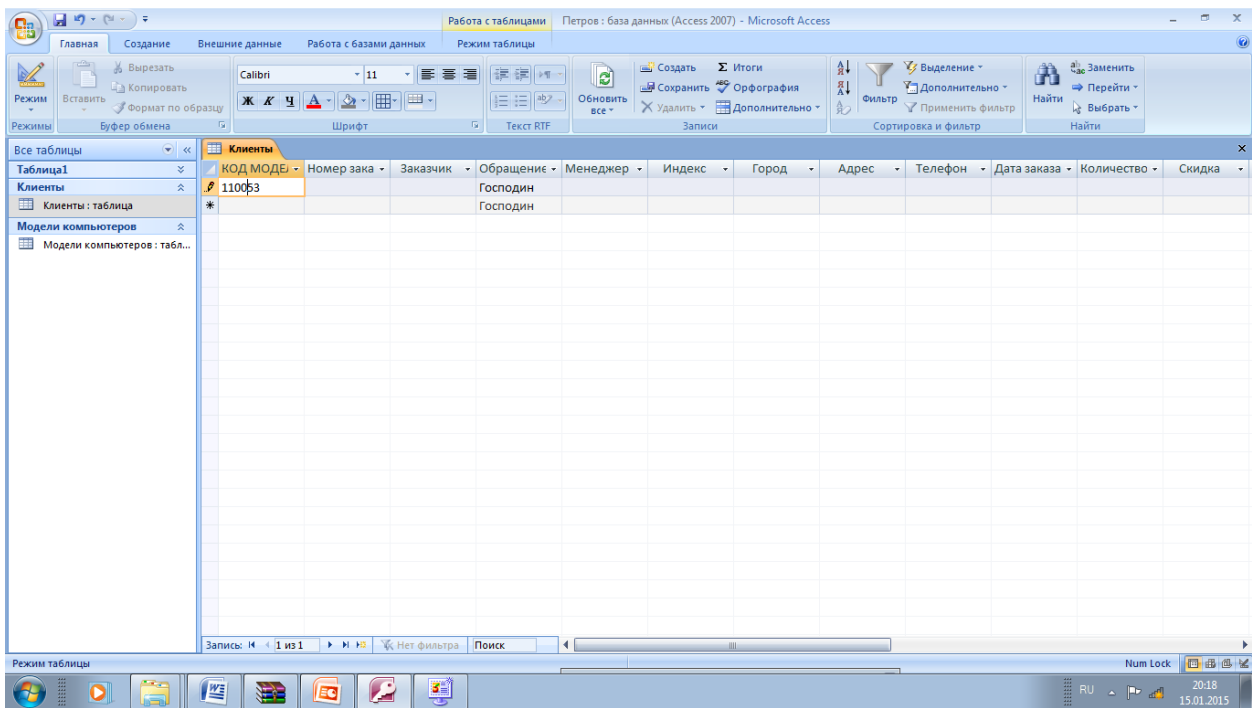 Работа с таблицами Петров : база данных (Access 2007) - Microsoft Access
Главная Создание Внешние данные Работа с базами данных Режим таблицы
Режим
Вставить
Вырезать
Копировать
Формат по образцу
Calibri 11
Ж К Ч А
ab
Обновить
все
Создать
Сохранить
Удалить
Σ Итоги
Орфография
Дополнительно
Фильтр
Выделение
Дополнительно
Применить фильтр
Найти
Заменить
Перейти
Выбрать
Режимы Буфер обмена Шрифт Текст RTF Записи Сортировка и фильтр Найти
Все таблицы
Таблица1
Клиенты
Клиенты : таблица
Модели компьютеров
Модели компьютеров : табл...
Клиенты
КОД МОДЕЛ Номер зака Заказчик Обращение Менеджер Индекс Город Адрес Телефон Дата заказа Количество Скидка
110053 Господин
* Господин
Запись: 1 из 1 Нет фильтра Поиск
Режим таблицы Num Lock
RU 20:18
15.01.2015